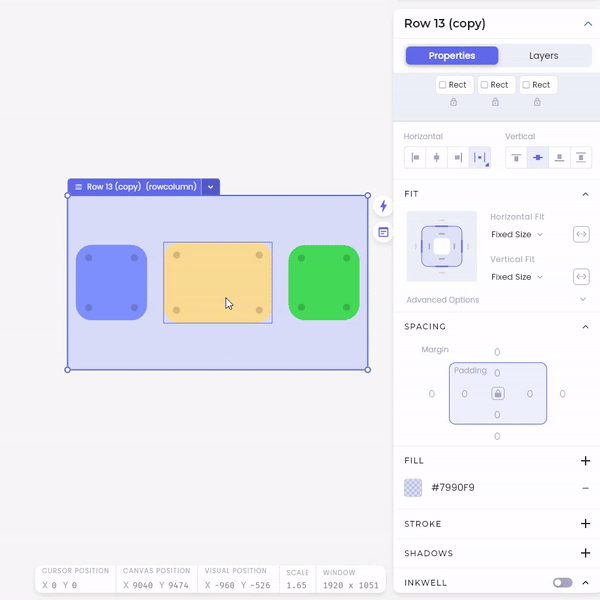 Row 13 (copy)
Properties Layers
Rect Rect Rect
Horizontal Vertical
Row 13 (copy) (rowcolumn)
FIT
Horizontal Fit
Fixed Size
Vertical Fit
Fixed Size
Advanced Options
SPACING
Margin 0
Padding 0
0 0 0 0
0
0
FILL
#7990F9
STROKE
SHADOWS
INKWELL
CURSOR POSITION CANVAS POSITION VISUAL POSITION SCALE WINDOW
X 0 Y 0 X 9040 Y 9474 X -960 Y -526 1.65 1920 x 1051